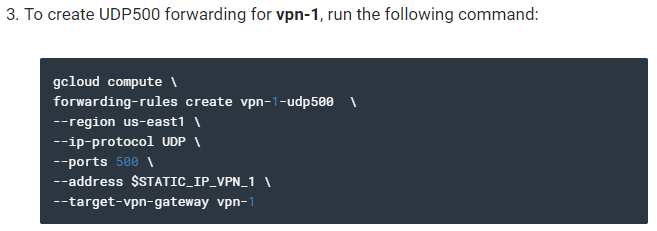 3. To create UDP500 forwarding for vpn-1, run the following command:
gcloud compute \
forwarding-rules create vpn-1-udp500  \
--region us-east1 \
--ip-protocol UDP \
--ports 500 \
--address $STATIC_IP_VPN_1 \
--target-vpn-gateway vpn-1